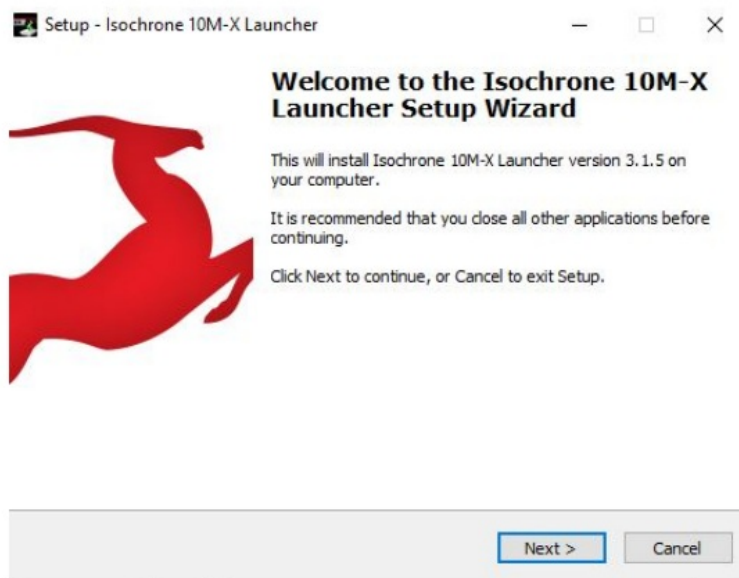 Setup - Isochrone 10M-X Launcher
Welcome to the Isochrone 10M-X
Launcher Setup Wizard
This will install Isochrone 10M-X Launcher version 3.1.5 on
your computer.
It is recommended that you close all other applications before
continuing.
Click Next to continue, or Cancel to exit Setup.
Next >
Cancel